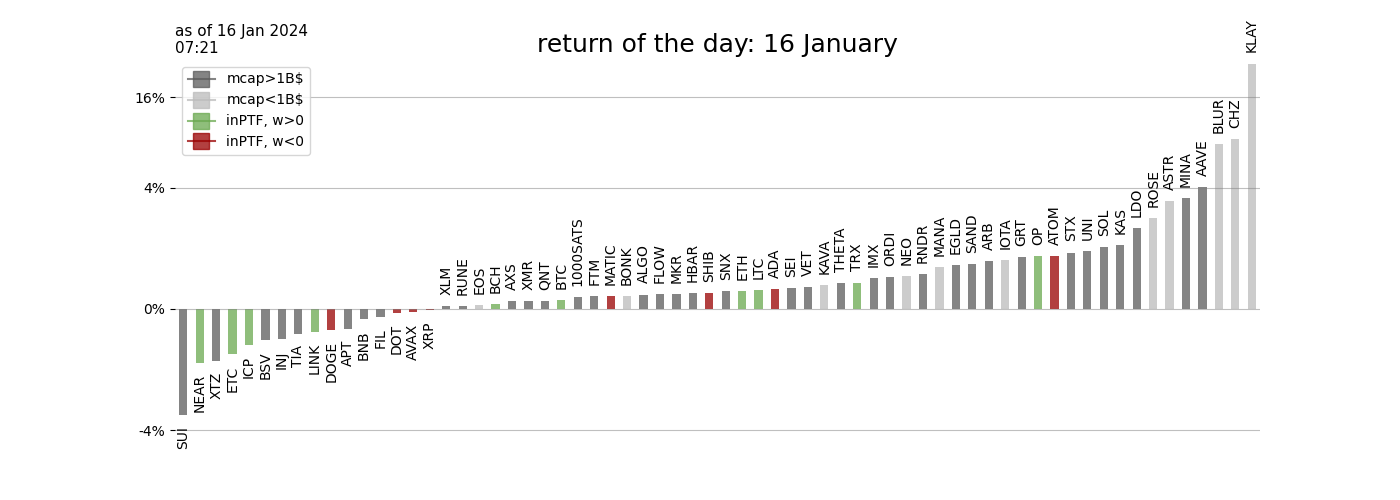 as of 16 Jan 2024
07:21
return of the day: 16 January
mcap>1B$
mcap<1B$
inPTF, w>0
inPTF, w<0
16%
4%
0%
-4%
SUI
NEAR
XTZ
ETC
ICP
BSV
INJ
TIA
LINK
DOGE
APT
BNB
FIL
DOT
AVAX
XRP
XLM
RUNE
EOS
BCH
AXS
XMR
QNT
BTC
1000SATS
FTM
MATIC
BONK
ALGO
FLOW
MKR
HBAR
SHIB
SNX
ETH
LTC
ADA
SEI
VET
KAVA
THETA
TRX
IMX
ORDI
NEO
RNDR
MANA
EGLD
SAND
ARB
IOTA
GRT
OP
ATOM
STX
UNI
SOL
KAS
LDO
ROSE
ASTR
MINA
AAVE
BLUR
CHZ
KLAY